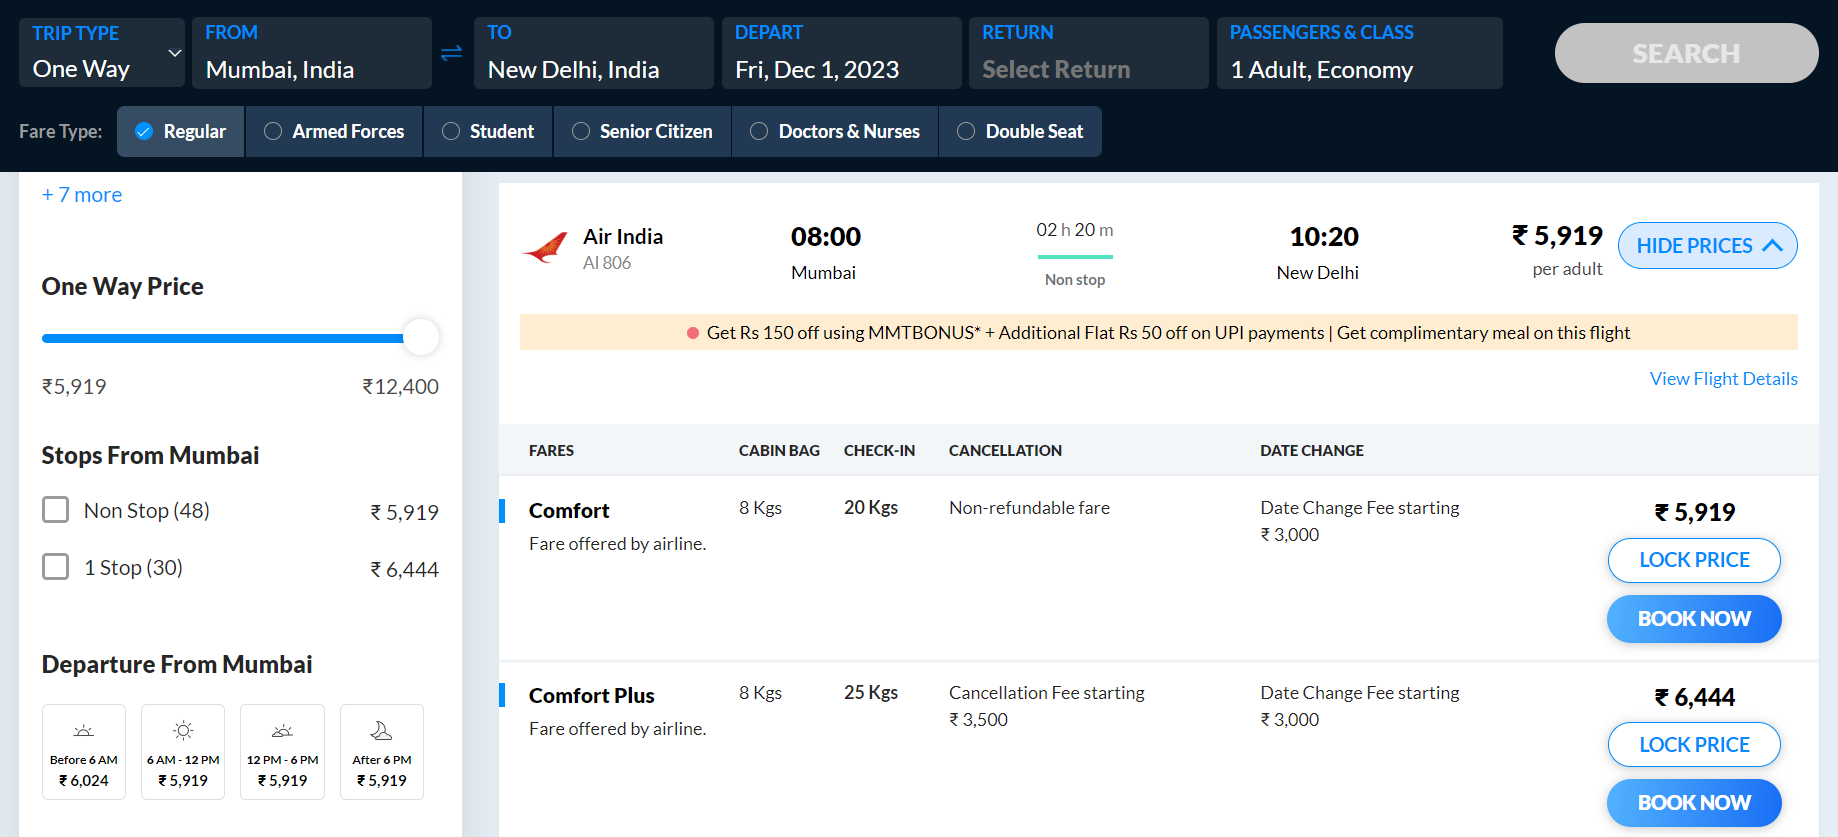 TRIP TYPE
One Way
FROM
Mumbai, India
TO
New Delhi, India
DEPART
Fri, Dec 1, 2023
RETURN
Select Return
PASSENGERS & CLASS
1 Adult, Economy
SEARCH
Fare Type: Regular Armed Forces Student Senior Citizen Doctors & Nurses Double Seat
+ 7 more
One Way Price
₹5,919 ₹12,400
Stops From Mumbai
Non Stop (48) ₹ 5,919
1 Stop (30) ₹ 6,444
Departure From Mumbai
Before 6 AM 6 AM - 12 PM 12 PM - 6 PM After 6 PM
₹ 6,024 ₹ 5,919 ₹ 5,919 ₹ 5,919
Air India
AI 806
08:00
Mumbai
02 h 20 m
Non stop
10:20
New Delhi
₹ 5,919
per adult
HIDE PRICES
Get Rs 150 off using MMTBONUS* + Additional Flat Rs 50 off on UPI payments | Get complimentary meal on this flight
View Flight Details
FARES CABIN BAG CHECK-IN CANCELLATION DATE CHANGE
Comfort
Fare offered by airline.
8 Kgs
20 Kgs
Non-refundable fare
Date Change Fee starting
₹ 3,000
₹ 5,919
LOCK PRICE
BOOK NOW
Comfort Plus
Fare offered by airline.
8 Kgs
25 Kgs
Cancellation Fee starting
₹ 3,500
Date Change Fee starting
₹ 3,000
₹ 6,444
LOCK PRICE
BOOK NOW